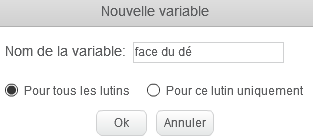 Nouvelle variable
Nom de la variable: face du dé
Pour tous les lutins Pour ce lutin uniquement
Ok Annuler